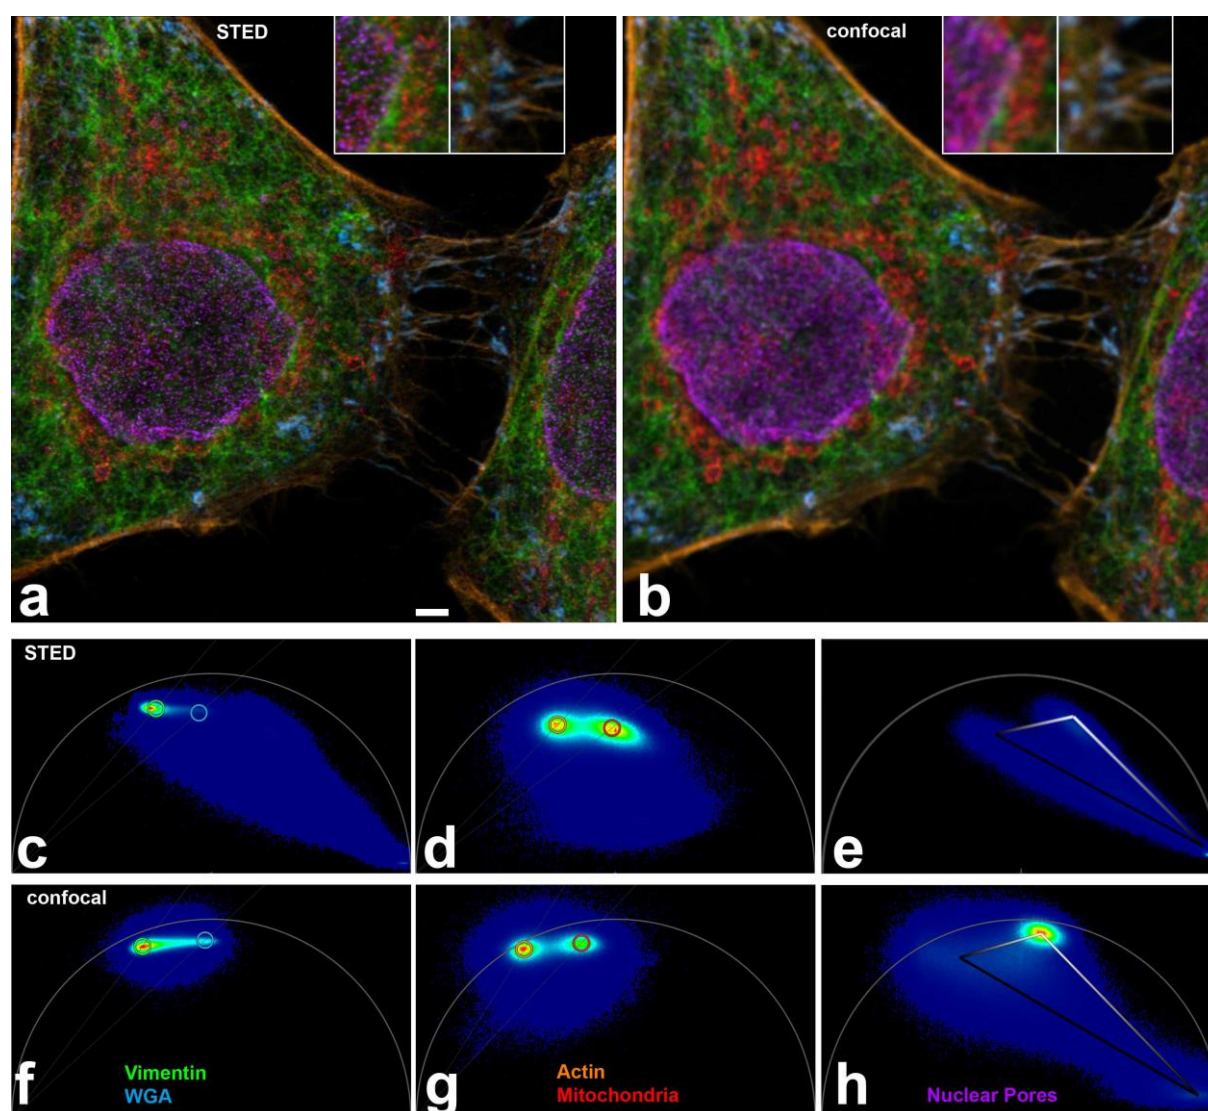 STED
confocal
a
b
STED
c
d
e
confocal
f
Vimentin
WGA
g
Actin
Mitochondria
h
Nuclear Pores